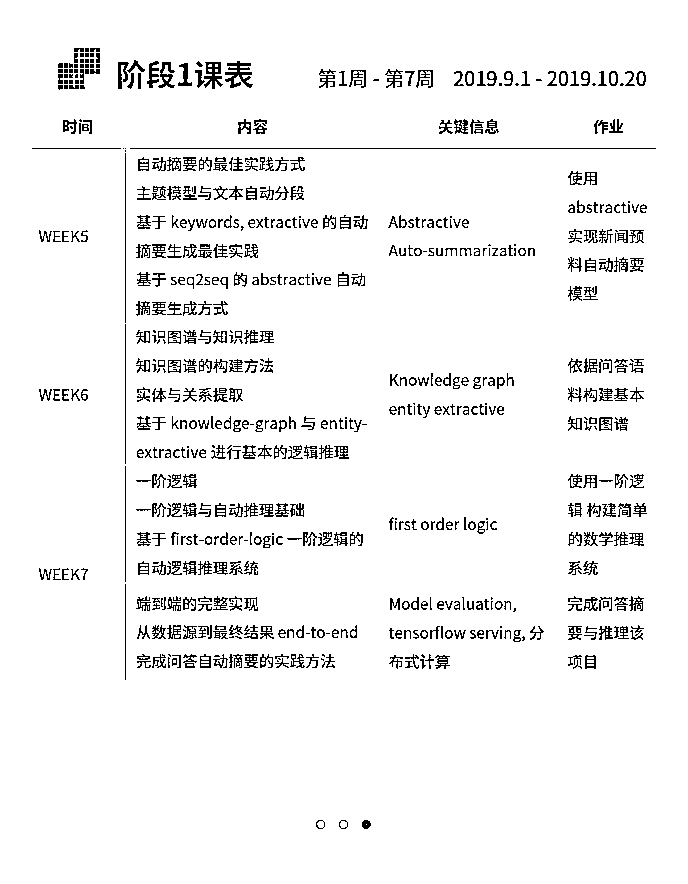 阶段1课表
第1周 - 第7周 2019.9.1 - 2019.10.20
时间 内容 关键信息 作业
WEEK5
自动摘要的最佳实践方式
主题模型与文本自动分段
基于 keywords, extractive 的自动
摘要生成最佳实践
基于 seq2seq 的 abstractive 自动
摘要生成方式
Abstractive
Auto-summarization
使用
abstractive
实现新闻预
料自动摘要
模型
WEEK6
知识图谱与知识推理
知识图谱的构建方法
实体与关系提取
基于 knowledge-graph 与 entity-
extractive 进行基本的逻辑推理
Knowledge graph
entity extractive
依据问答语
料构建基本
知识图谱
WEEK7
一阶逻辑
一阶逻辑与自动推理基础
基于 first-order-logic 一阶逻辑的
自动逻辑推理系统
first order logic
使用一阶逻
辑 构建简单
的数学推理
系统
端到端的完整实现
从数据源到最终结果 end-to-end
完成问答自动摘要的实践方法
Model evaluation,
tensorflow serving, 分
布式计算
完成问答摘
要与推理该
项目